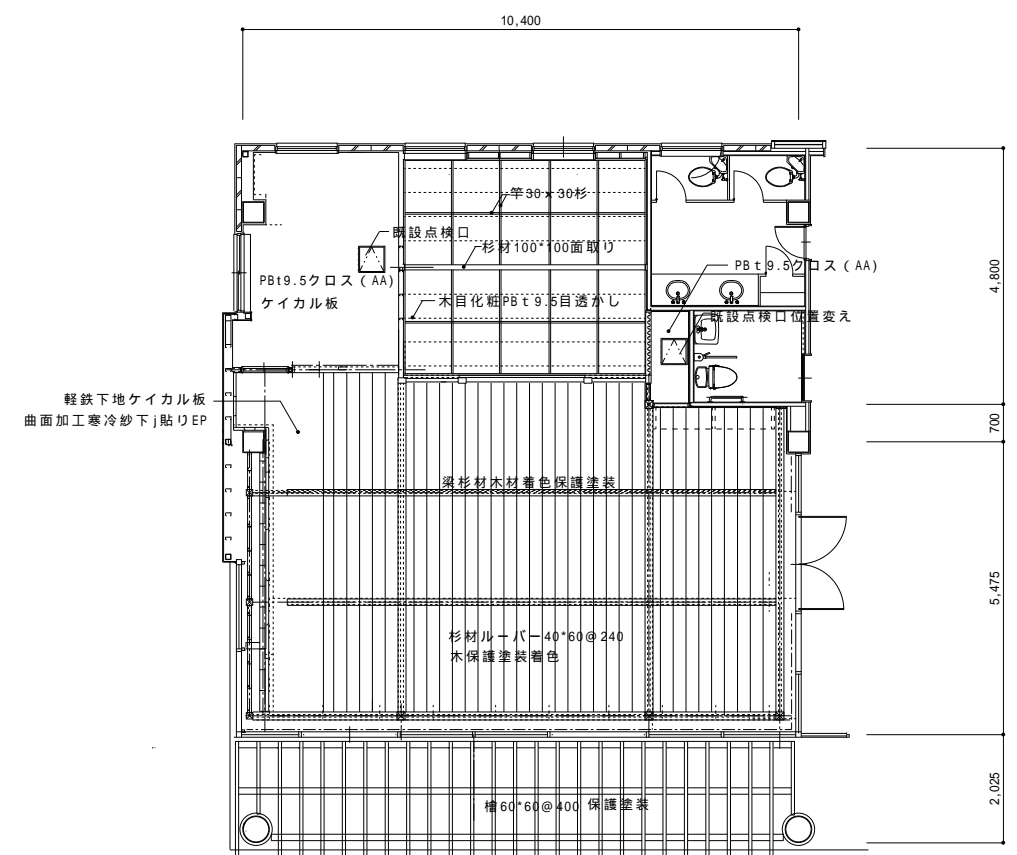 10,400
竿30×30杉
既設点検口
杉材100*100面取り
PBt9.5クロス(AA)
PBt9.5クロス(AA)
ケイカル板
木目化粧PBt9.5目透かし
既設点検口位置変え
4,800
軽鉄下地ケイカル板
曲面加工寒冷紗下j貼りEP
700
梁杉材木材着色保護塗装
5,475
杉材ルーバー40*60@240
木保護塗装着色
檜60*60@400 保護塗装
2,025